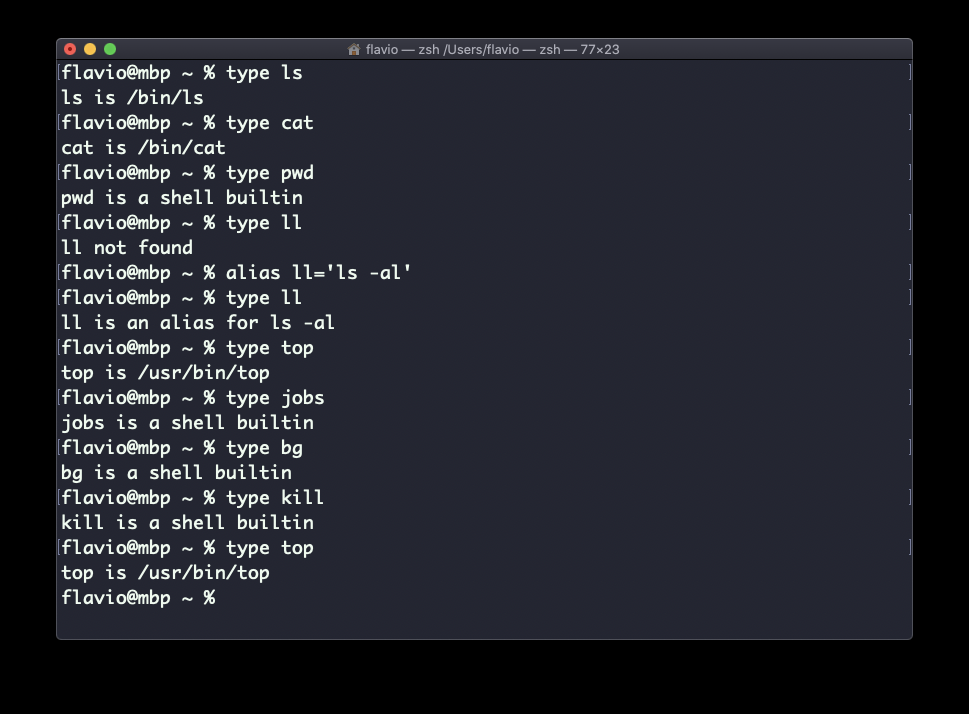 flavio — zsh /Users/flavio — zsh — 77×23
flavio@mbp ~ % type ls
ls is /bin/ls
flavio@mbp ~ % type cat
cat is /bin/cat
flavio@mbp ~ % type pwd
pwd is a shell builtin
flavio@mbp ~ % type ll
ll not found
flavio@mbp ~ % alias ll='ls -al'
flavio@mbp ~ % type ll
ll is an alias for ls -al
flavio@mbp ~ % type top
top is /usr/bin/top
flavio@mbp ~ % type jobs
jobs is a shell builtin
flavio@mbp ~ % type bg
bg is a shell builtin
flavio@mbp ~ % type kill
kill is a shell builtin
flavio@mbp ~ % type top
top is /usr/bin/top
flavio@mbp ~ %